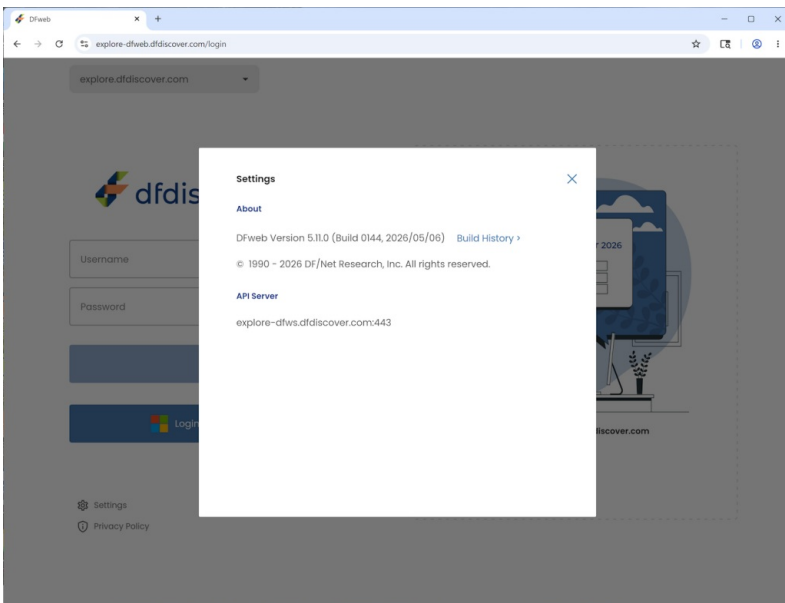 DFweb
explore-dfweb.dfdiscover.com/login
explore.dfdiscover.com
dfdis
Username
Password
Login
Settings
Privacy Policy
Settings
About
DFweb Version 5.11.0 (Build 0144, 2026/05/06) Build History >
© 1990 - 2026 DF/Net Research, Inc. All rights reserved.
API Server
explore-dfws.dfdiscover.com:443
2026
discover.com